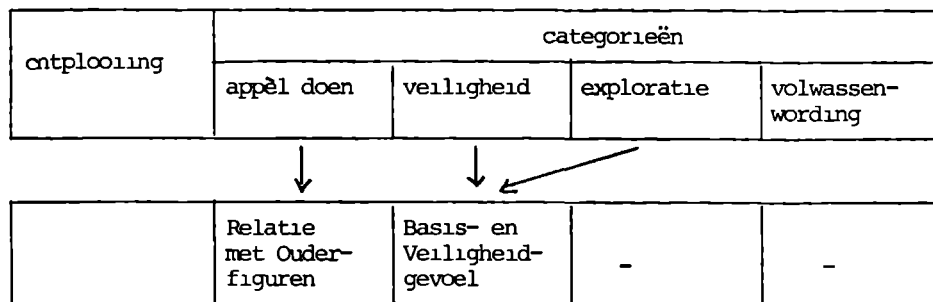 categorieën
ontplooiing
appèl doen veiligheid exploratie volwassen-
wording
Relatie Basis- en
met Ouder- Veiligheid-
figuren gevoel - -